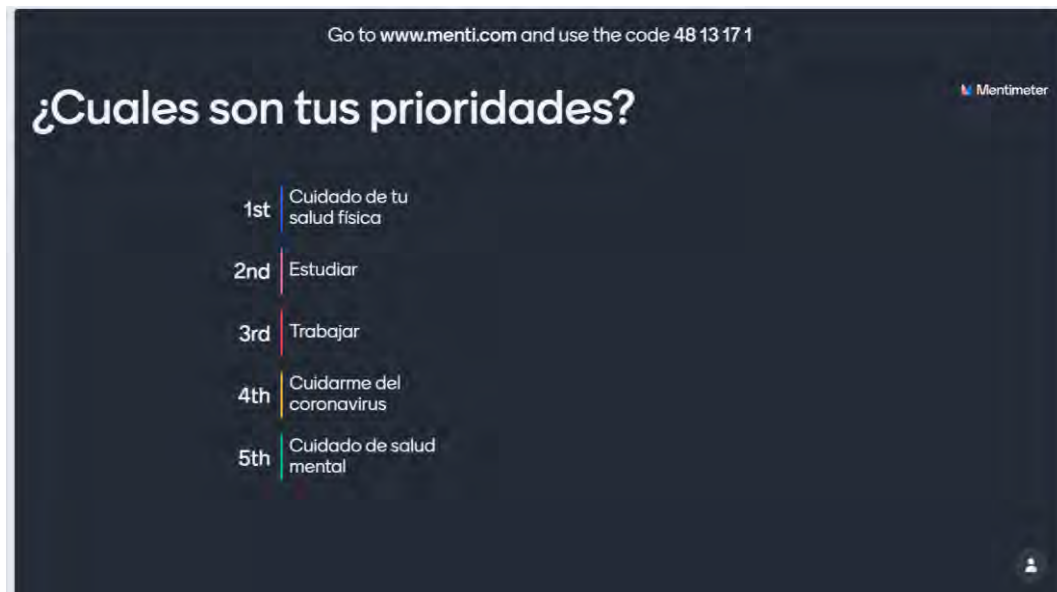 Go to www.menti.com and use the code 48 13 17 1
¿Cuales son tus prioridades?
Mentimeter
1st
Cuidado de tu
salud física
2nd
Estudiar
3rd
Trabajar
4th
Cuidarme del
coronavirus
5th
Cuidado de salud
mental